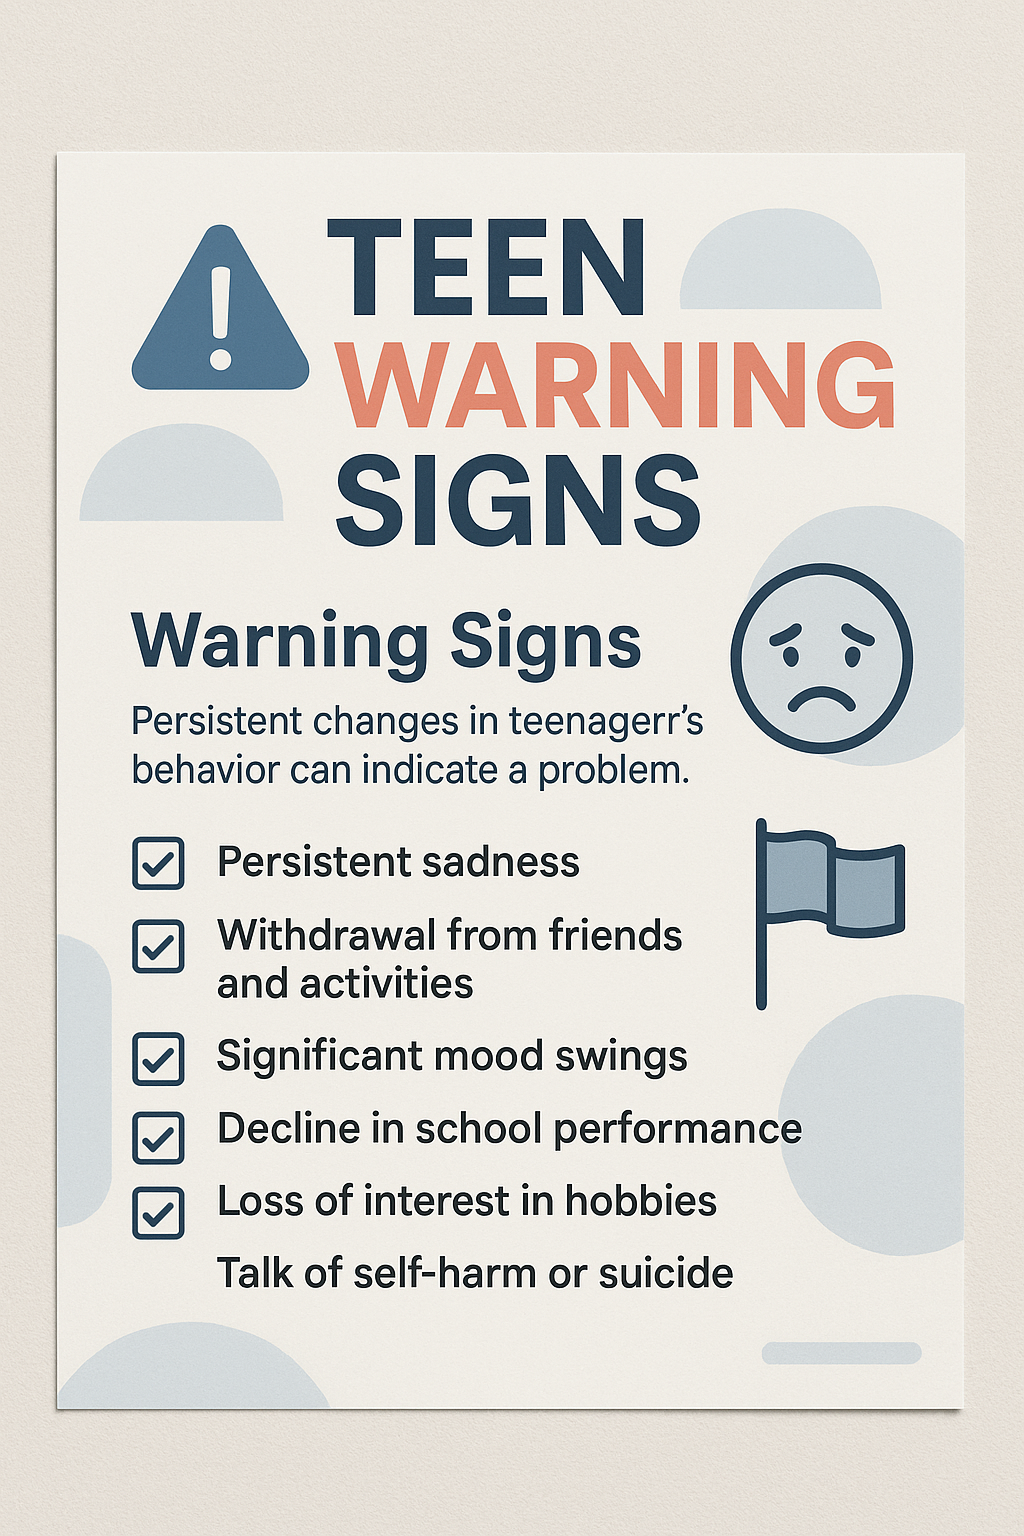 TEEN
WARNING
SIGNS
Warning Signs
Persistent changes in teenagerr’s
behavior can indicate a problem.
Persistent sadness
Withdrawal from friends
and activities
Significant mood swings
Decline in school performance
Loss of interest in hobbies
Talk of self-harm or suicide